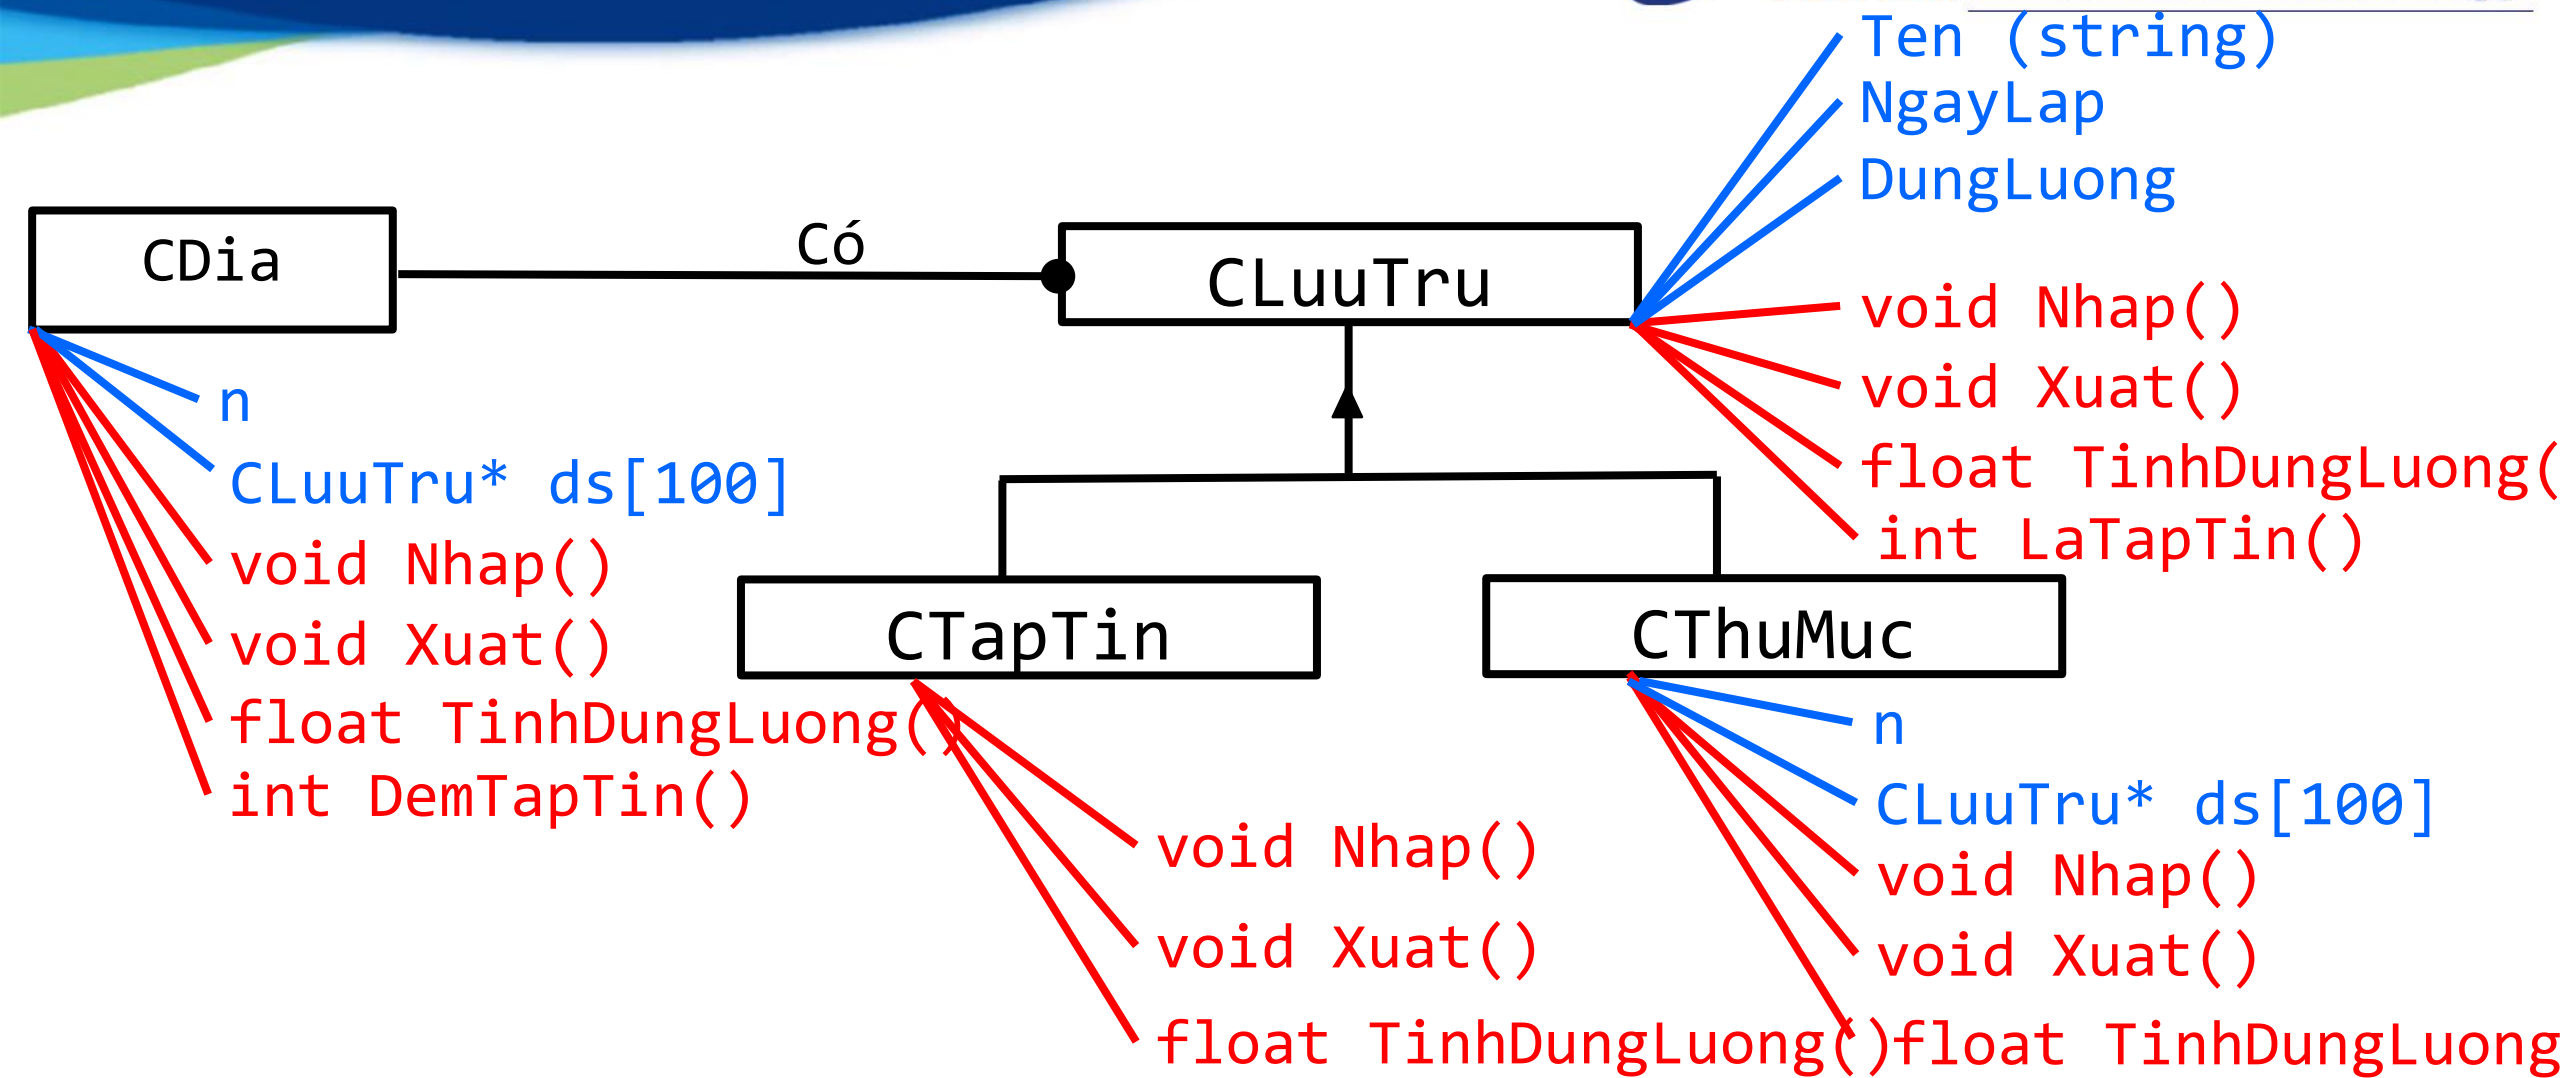 Ten (string)
NgayLap
DungLuong
Có
CDia
CLuuTru
void Nhap()
void Xuat()
float TinhDungLuong(
int LaTapTin()
n
CLuuTru* ds[100]
void Nhap()
void Xuat()
float TinhDungLuong()
int DemTapTin()
CTapTin
void Nhap()
void Xuat()
float TinhDungLuong()
CThuMuc
n
CLuuTru* ds[100]
void Nhap()
void Xuat()
float TinhDungLuong